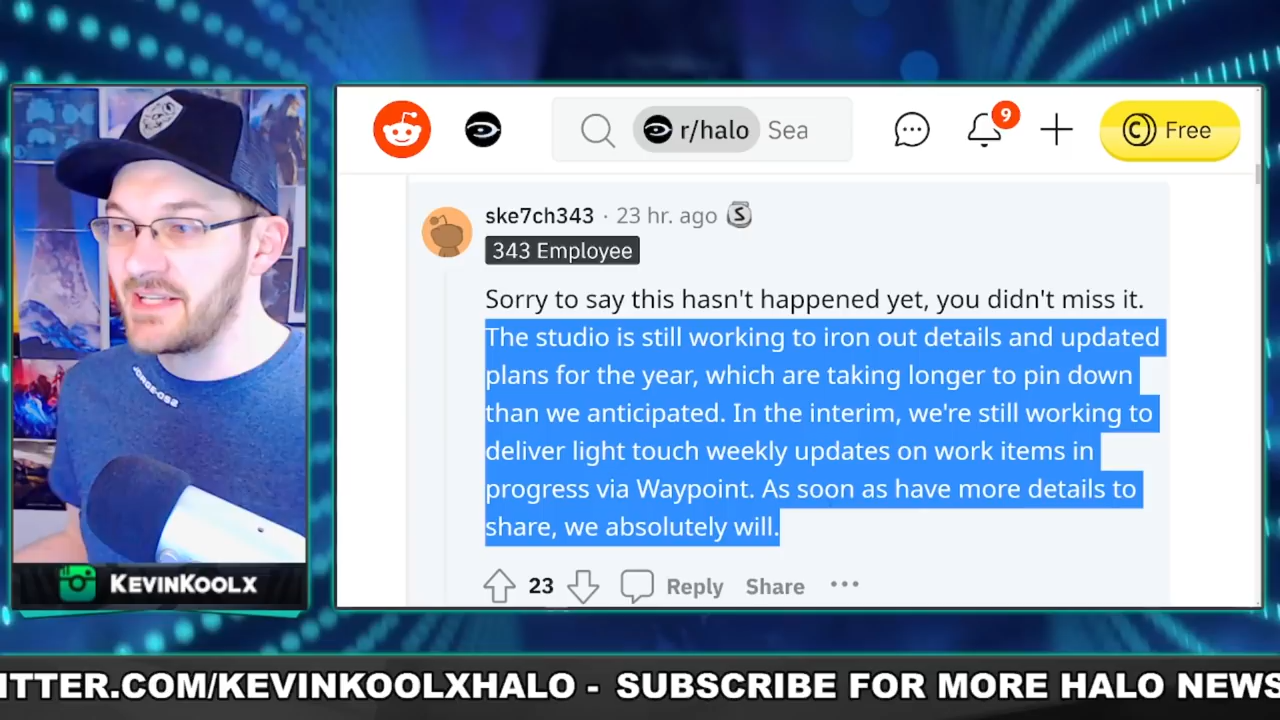 r/halo Sea
9
Free
ske7ch343 · 23 hr. ago
343 Employee
Sorry to say this hasn't happened yet, you didn't miss it.
The studio is still working to iron out details and updated
plans for the year, which are taking longer to pin down
than we anticipated. In the interim, we're still working to
deliver light touch weekly updates on work items in
progress via Waypoint. As soon as have more details to
share, we absolutely will.
23 Reply Share
KEVINKOOLX
ITTER.COM/KEVINKOOLXHALO - SUBSCRIBE FOR MORE HALO NEWS